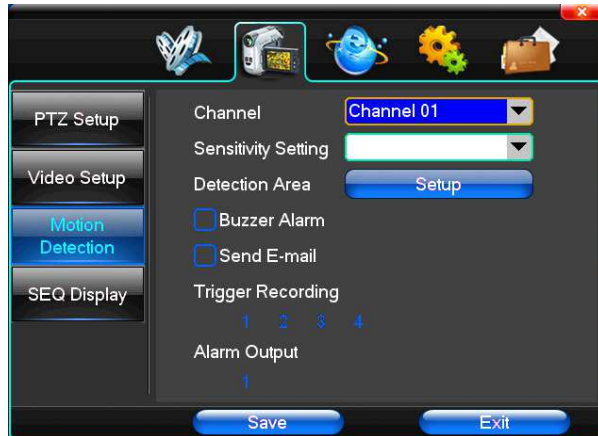 PTZ Setup
Video Setup
Motion
Detection
SEQ Display
Channel
Channel 01
Sensitivity Setting
Detection Area
Setup
Buzzer Alarm
Send E-mail
Trigger Recording
1 2 3 4
Alarm Output
1
Save
Exit